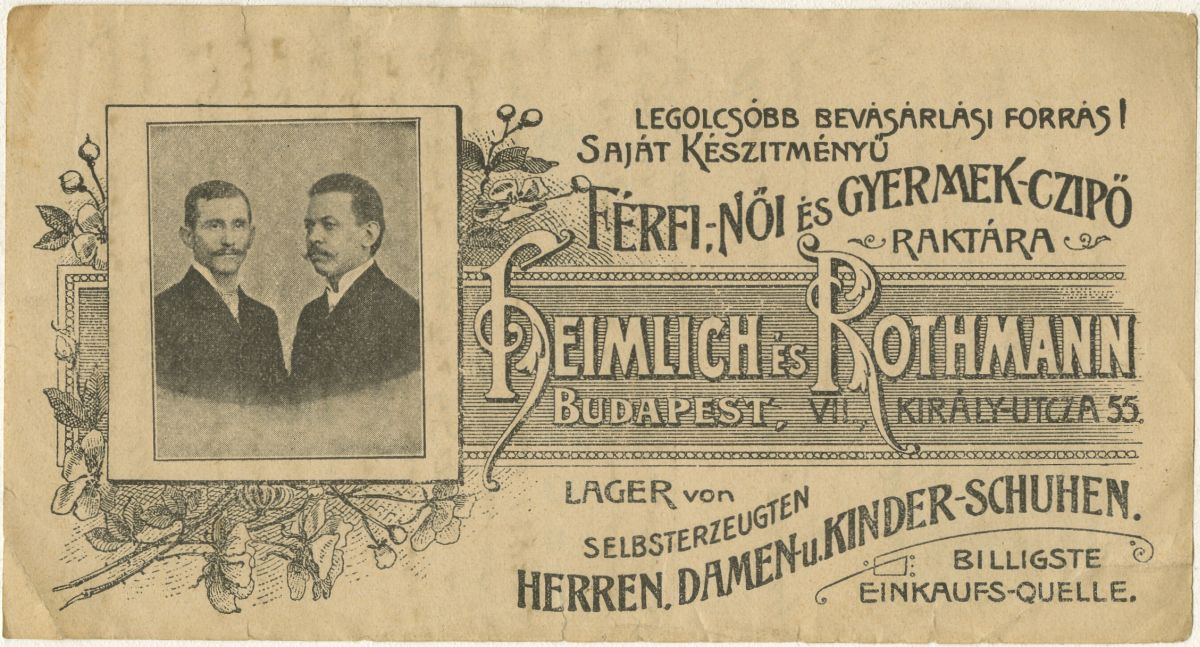 LEGOLCSÓBB BEVÁSÁRLÁSI FORRÁS!
SAJÁT KÉSZITMÉNYŰ
FÉRFI-, NŐI ÉS GYERMEK-CZIPŐ
RAKTÁRA
HEIMLICH ÉS ROTHMANN
BUDAPEST, VII., KIRÁLY-UTCZA 55.
LAGER VON
SELBSTERZEUGTEN
HERREN, DAMEN- u. KINDER-SCHUHEN.
BILLIGSTE
EINKAUFS-QUELLE.